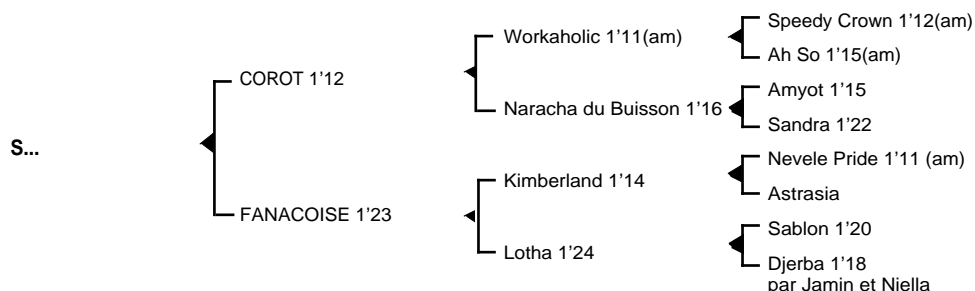 S...
COROT 1’12
FANACOISE 1’23
Workaholic 1’11(am)
Naracha du Buisson 1’16
Kimberland 1’14
Lotha 1’24
Speedy Crown 1’12(am)
Ah So 1’15(am)
Amyot 1’15
Sandra 1’22
Nevele Pride 1’11 (am)
Astrasia
Sablon 1’20
Djerba 1’18
par Jamin et Niella